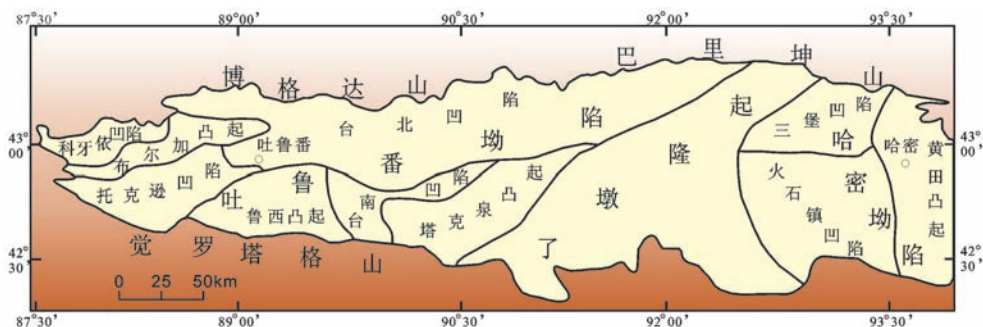 87°30′ 89°00′ 90°30′ 92°00′ 93°30′
博格达山
巴里坤山
43°00′
43°00′
科牙依凹陷
布尔加凸起
托克逊凹陷
吐鲁番
台北凹陷
吐鲁番坳陷
鲁西凸起
台南凹陷
塔克泉凸起
了墩隆起
三堡凹陷
哈密坳陷
火石镇凹陷
哈密
黄田凸起
觉罗塔格山
42°30′
42°30′
0 25 50km
87°30′ 89°00′ 90°30′ 92°00′ 93°30′